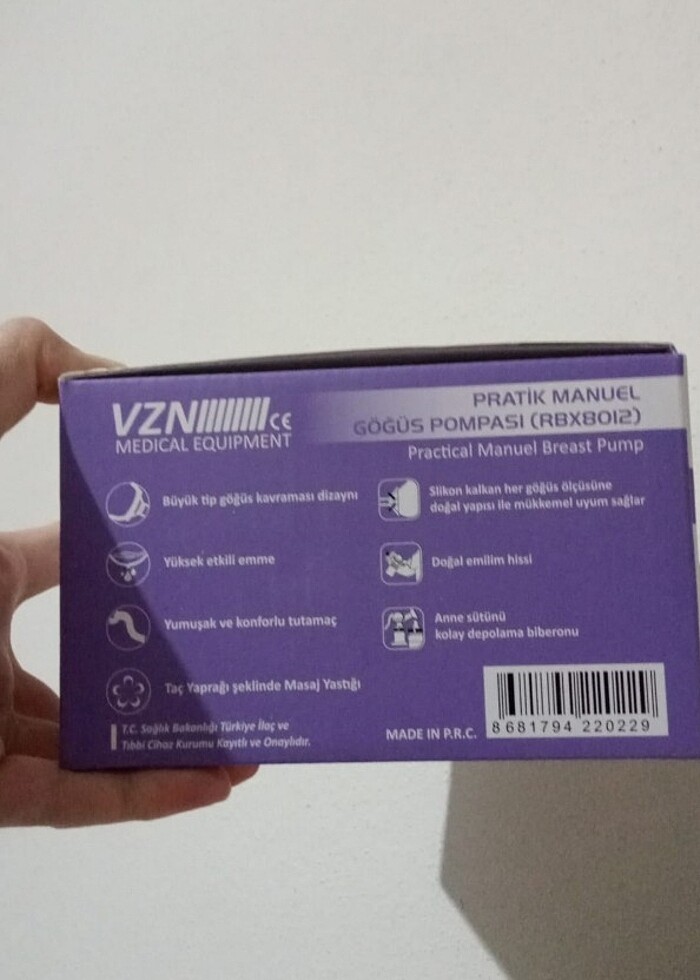 VZN CE
MEDICAL EQUIPMENT
PRATİK MANUEL
GÖĞÜS POMPASI (RBX8012)
Practical Manuel Breast Pump
Büyük tip göğüs kavraması dizaynı
Yüksek etkili emme
Yumuşak ve konforlu tutamaç
Taç Yaprağı şeklinde Masaj Yastığı
T.C. Sağlık Bakanlığı Türkiye İlaç ve
Tıbbi Cihaz Kurumu Kayıtlı ve Onaylıdır.
Slikon kalkan her göğüs ölçüsüne
doğal yapısı ile mükkemel uyum sağlar
Doğal emilim hissi
Anne sütünü
kolay depolama biberonu
MADE IN P.R.C.
8 681794 220229